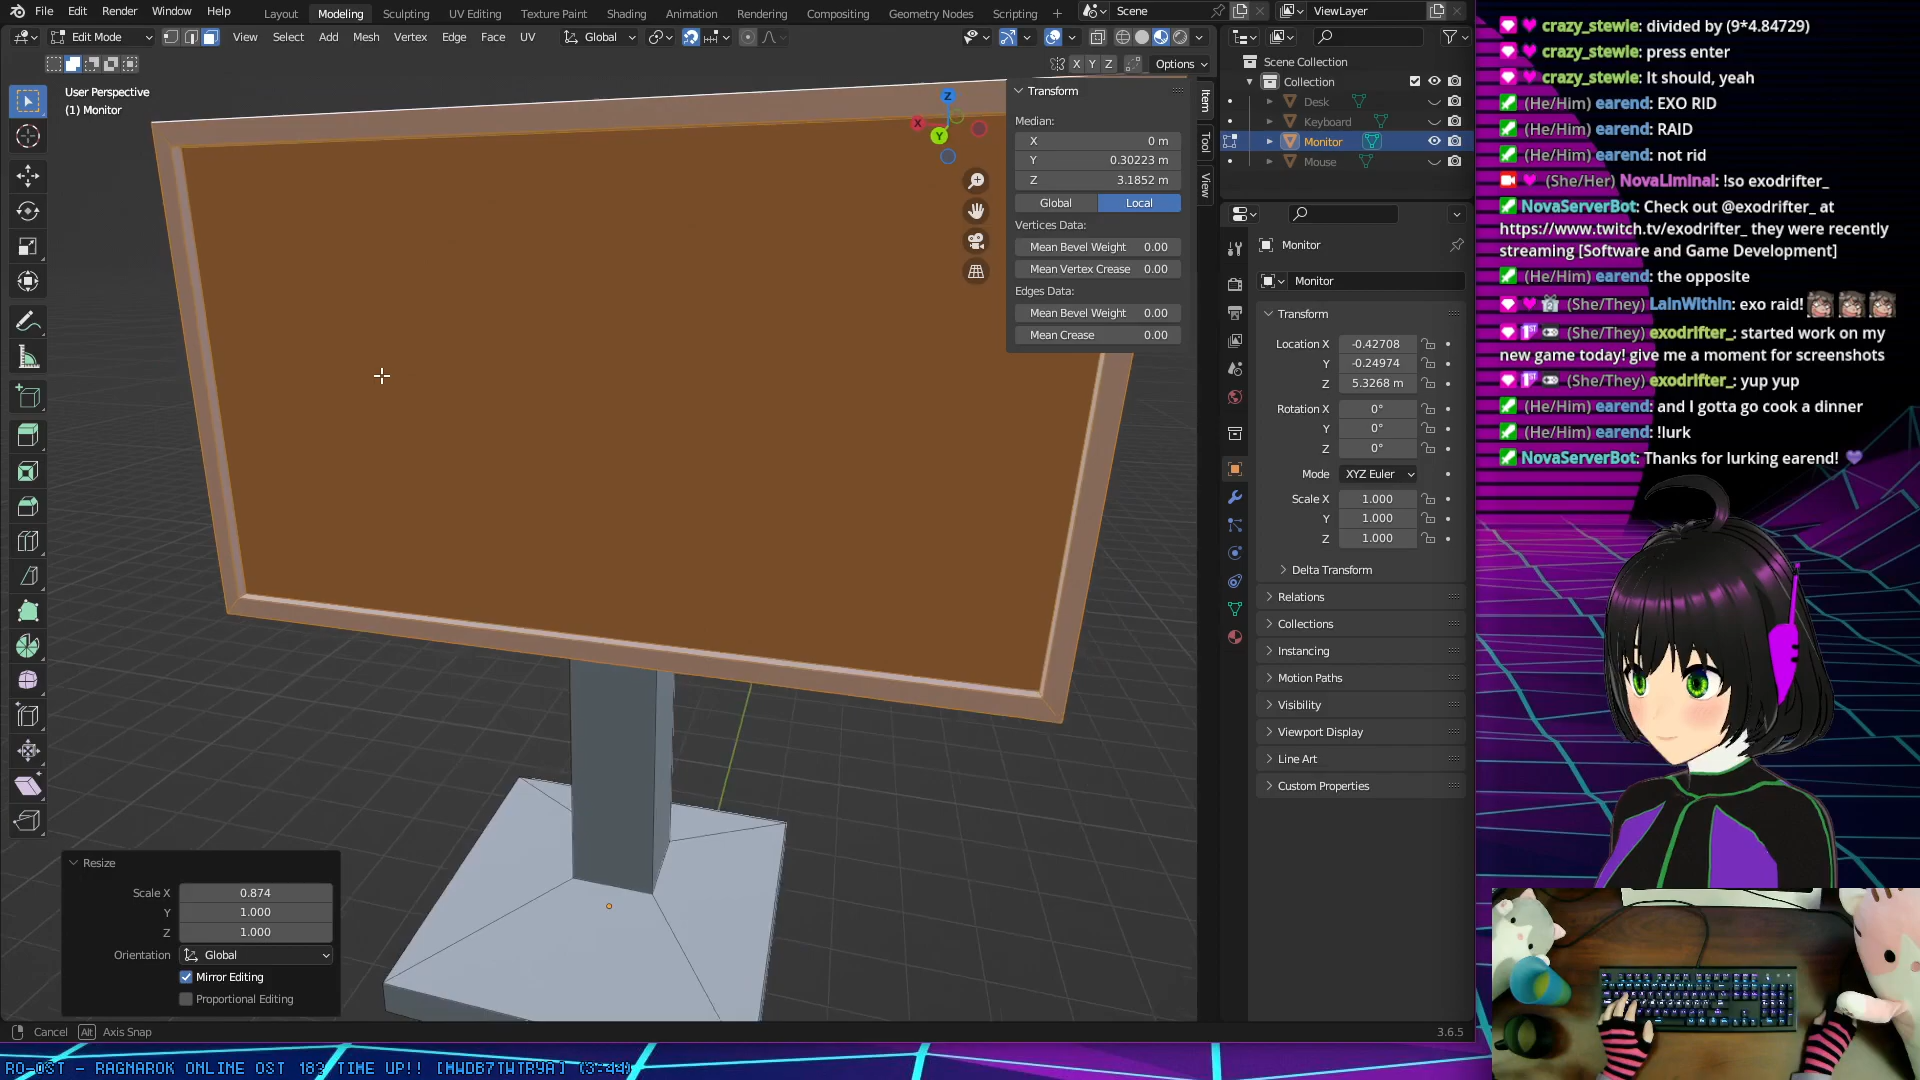 File Edit Render Window Help Layout Modeling Sculpting UV Editing Texture Paint Shading Animation Rendering Compositing Geometry Nodes Scripting + Scene ViewLayer
Edit Mode View Select Add Mesh Vertex Edge Face UV Global
X Y Z Options
User Perspective
(1) Monitor
Z
X
Y
Transform
Median:
X 0 m
Y 0.30223 m
Z 3.1852 m
Global Local
Vertices Data:
Mean Bevel Weight 0.00
Mean Vertex Crease 0.00
Edges Data:
Mean Bevel Weight 0.00
Mean Crease 0.00
Item
Tool
View
Scene Collection
Collection
Desk
Keyboard
Monitor
Mouse
Monitor
Monitor
Transform
Location X -0.42708
Y -0.24974
Z 5.3268 m
Rotation X 0°
Y 0°
Z 0°
Mode XYZ Euler
Scale X 1.000
Y 1.000
Z 1.000
Delta Transform
Relations
Collections
Instancing
Motion Paths
Visibility
Viewport Display
Line Art
Custom Properties
Resize
Scale X 0.874
Y 1.000
Z 1.000
Orientation Global
Mirror Editing
Proportional Editing
Cancel Alt Axis Snap
3.6.5
crazy_stewie: divided by (9*4.84729)
crazy_stewie: press enter
crazy_stewie: It should, yeah
(He/Him) earend: EXO RID
(He/Him) earend: RAID
(He/Him) earend: not rid
(She/Her) NovaLiminal: !so exodrifter_
NovaServerBot: Check out @exodrifter_ at
https://www.twitch.tv/exodrifter_ they were recently
streaming [Software and Game Development]
(He/Him) earend: the opposite
(She/They) LainWithin: exo raid!
(She/They) exodrifter_: started work on my
new game today! give me a moment for screenshots
(She/They) exodrifter_: yup yup
(He/Him) earend: and I gotta go cook a dinner
(He/Him) earend: !lurk
NovaServerBot: Thanks for lurking earend!
RO-OST - RAGNAROK ONLINE OST 183 TIME UP!! [HWDB7TWTRYA] (3:44)